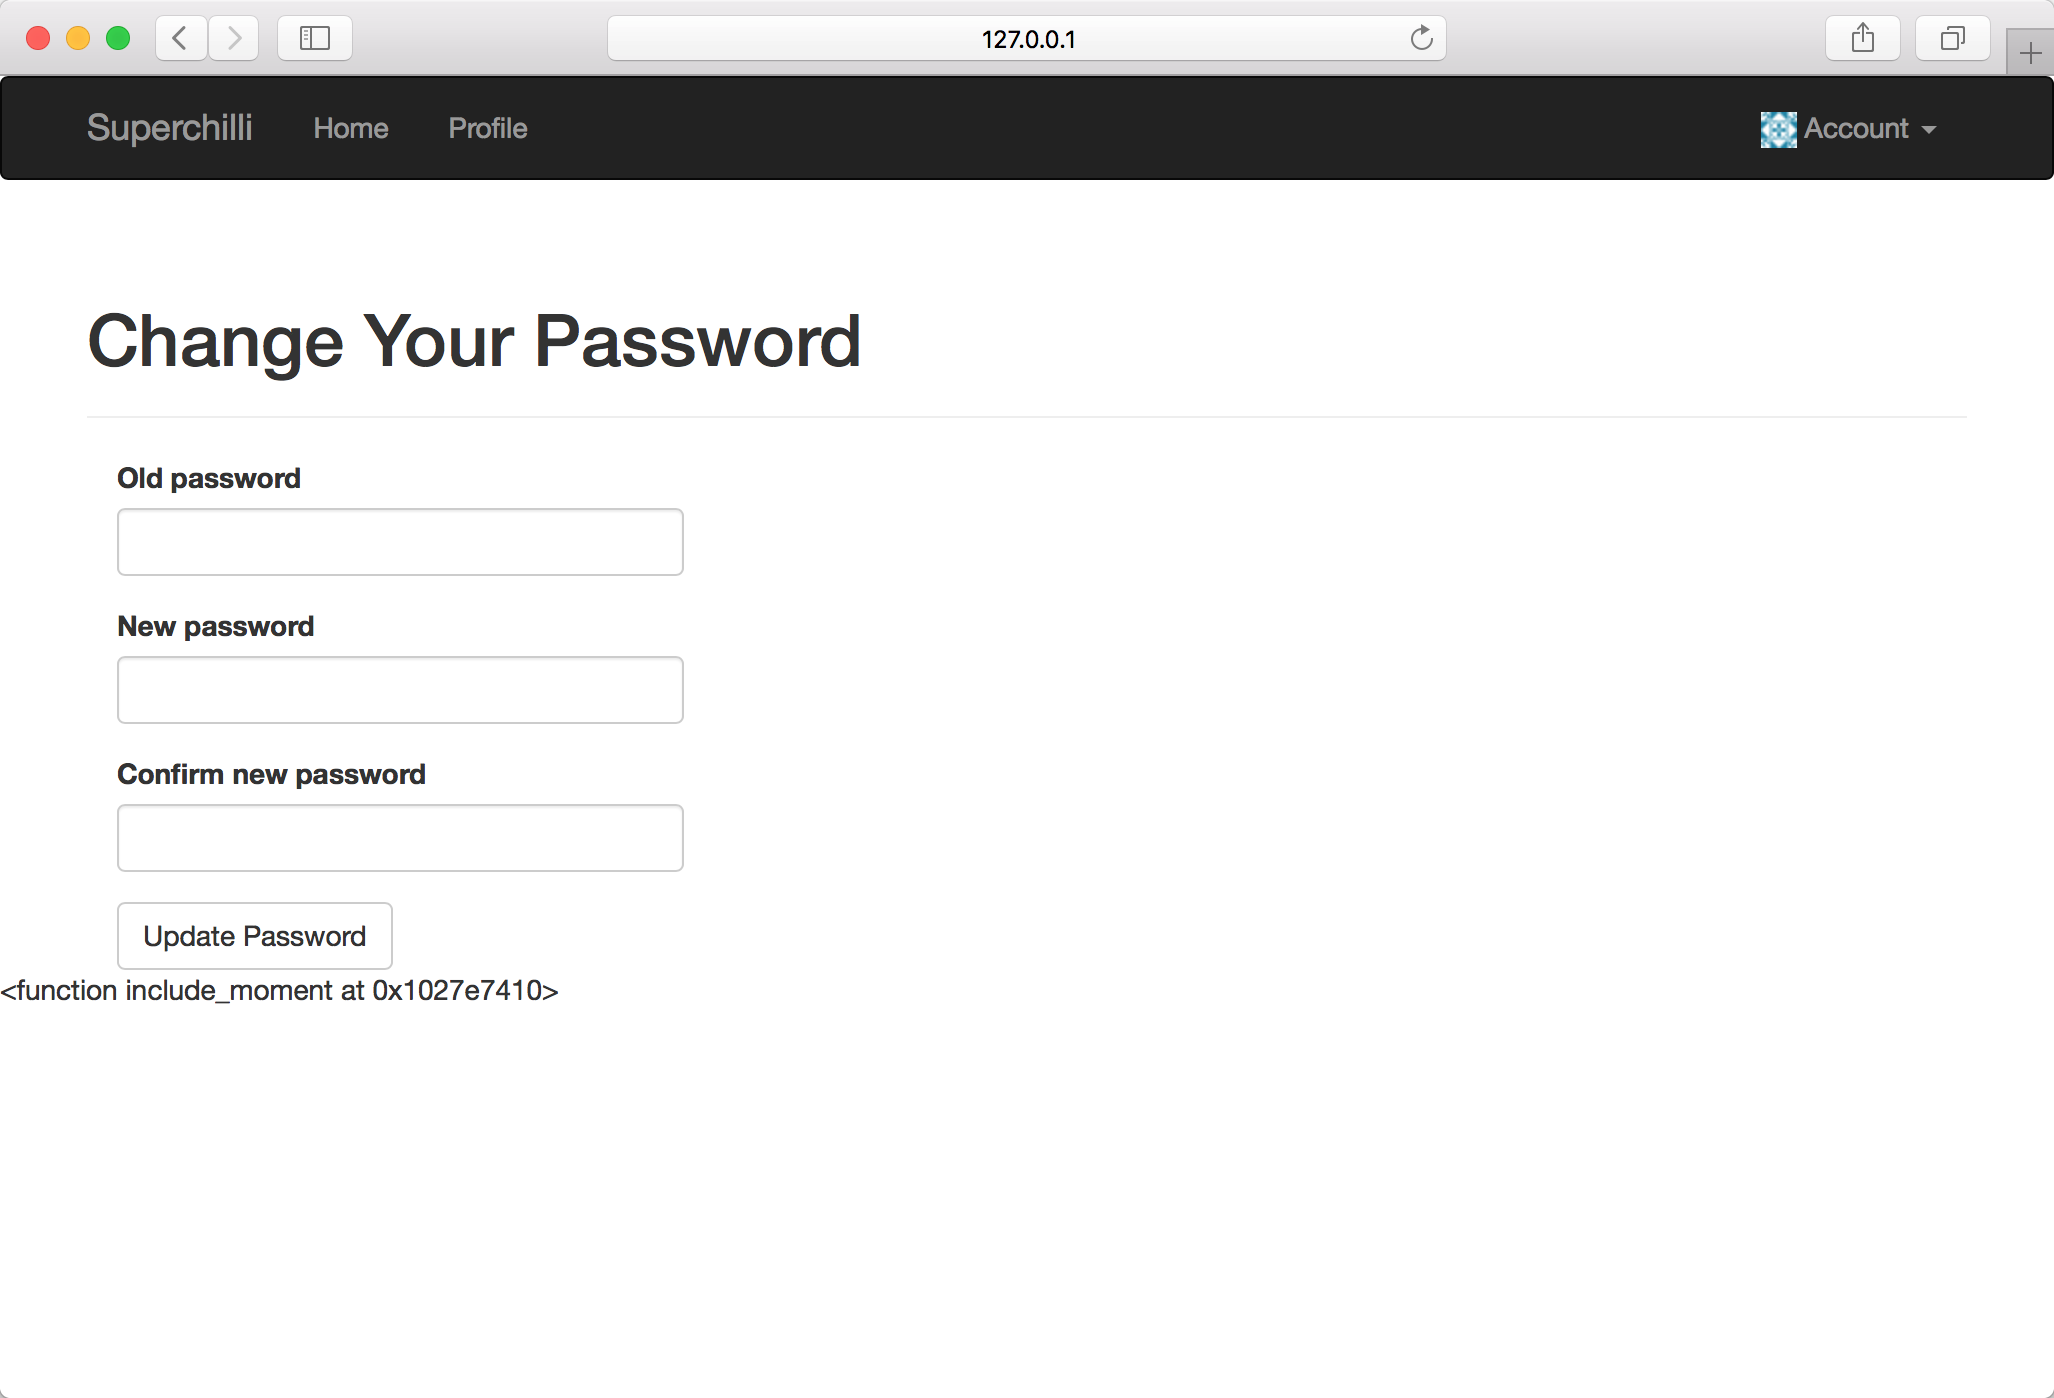 127.0.0.1
Superchilli Home Profile Account
Change Your Password
Old password
New password
Confirm new password
Update Password
<function include_moment at 0x1027e7410>